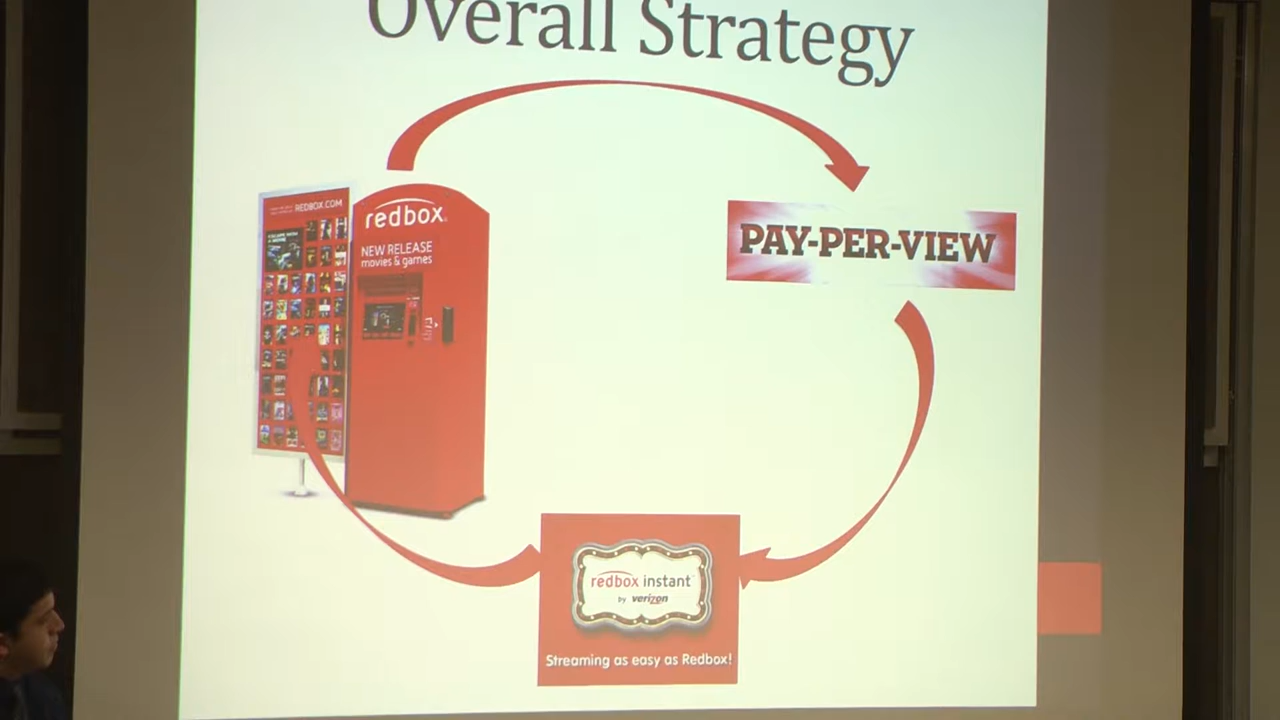 Overall Strategy
REDBOX.COM
redbox.
NEW RELEASE
movies & games
PAY-PER-VIEW
redbox instant™
by verizon
Streaming as easy as Redbox!